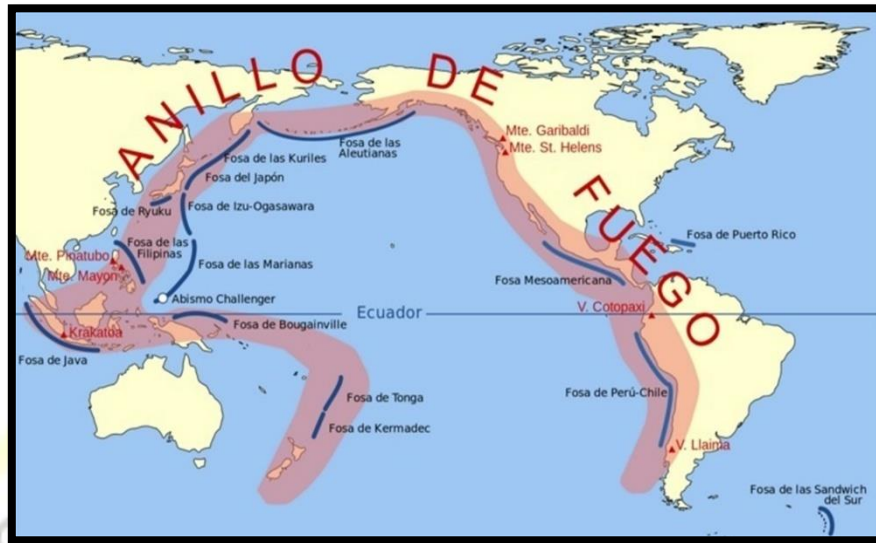 ANILLO DE FUEGO
Mte. Garibaldi
Mte. St. Helens
Fosa de las
Aleutianas
Fosa de las Kuriles
Fosa del Japón
Fosa de Ryuku
Fosa de Izu-Ogasawara
Fosa de Puerto Rico
Fosa de las
Filipinas
Mte. Pinatubo
Mte. Mayon
Fosa de las Marianas
Fosa Mesoamericana
Abismo Challenger
V. Cotopaxi
Ecuador
Fosa de Bougainville
Krakatoa
Fosa de Java
Fosa de Perú-Chile
Fosa de Tonga
Fosa de Kermadec
V. Llaima
Fosa de las Sandwich
del Sur